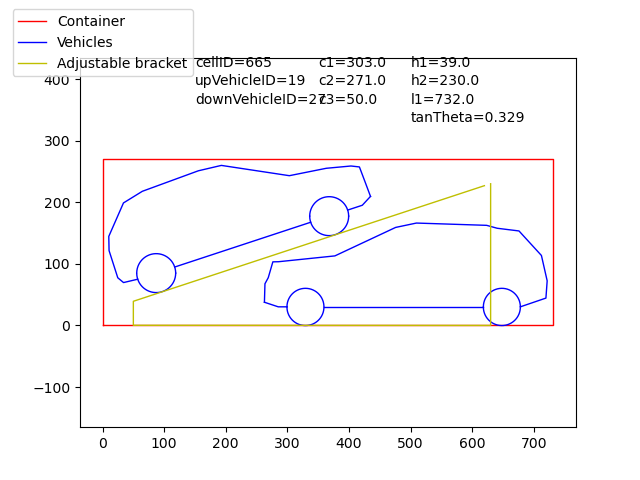 Container
Vehicles
Adjustable bracket
cellID=665 c1=303.0 h1=39.0
upVehicleID=19 c2=271.0 h2=230.0
downVehicleID=27 c3=50.0 l1=732.0
tanTheta=0.329
400
300
200
100
0
−100
0 100 200 300 400 500 600 700